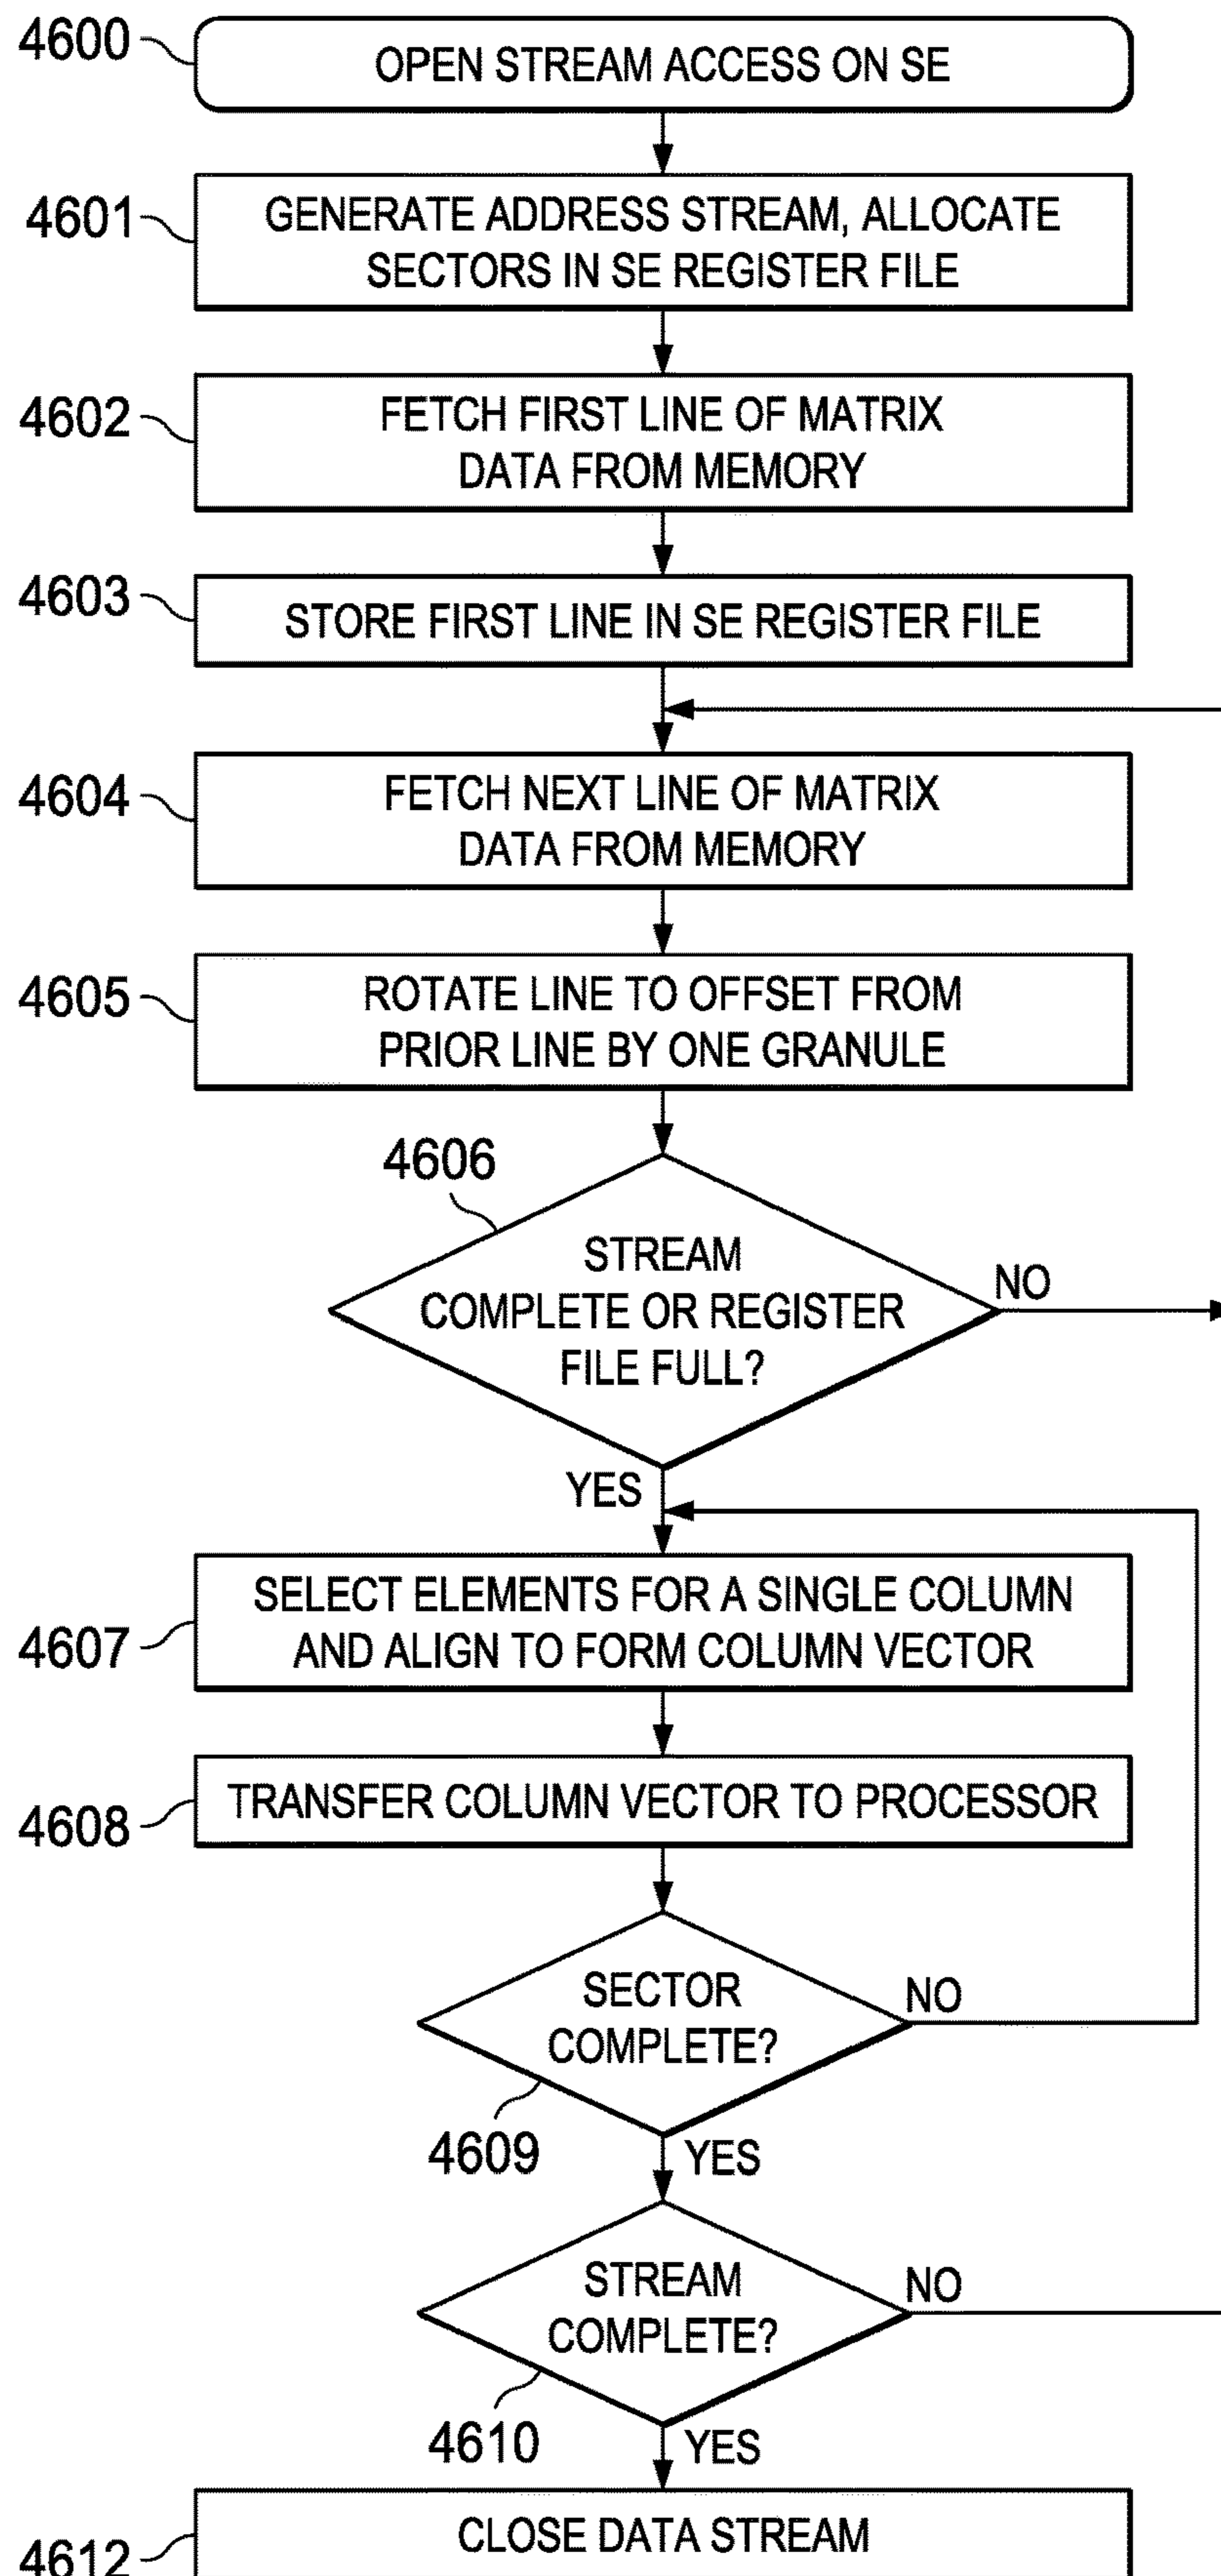 4600
OPEN STREAM ACCESS ON SE
4601
GENERATE ADDRESS STREAM, ALLOCATE
SECTORS IN SE REGISTER FILE
4602
FETCH FIRST LINE OF MATRIX
DATA FROM MEMORY
4603
STORE FIRST LINE IN SE REGISTER FILE
4604
FETCH NEXT LINE OF MATRIX
DATA FROM MEMORY
4605
ROTATE LINE TO OFFSET FROM
PRIOR LINE BY ONE GRANULE
4606
STREAM
COMPLETE OR REGISTER
FILE FULL?
NO
YES
4607
SELECT ELEMENTS FOR A SINGLE COLUMN
AND ALIGN TO FORM COLUMN VECTOR
4608
TRANSFER COLUMN VECTOR TO PROCESSOR
SECTOR
COMPLETE?
NO
4609
YES
STREAM
COMPLETE?
NO
4610
YES
4612
CLOSE DATA STREAM